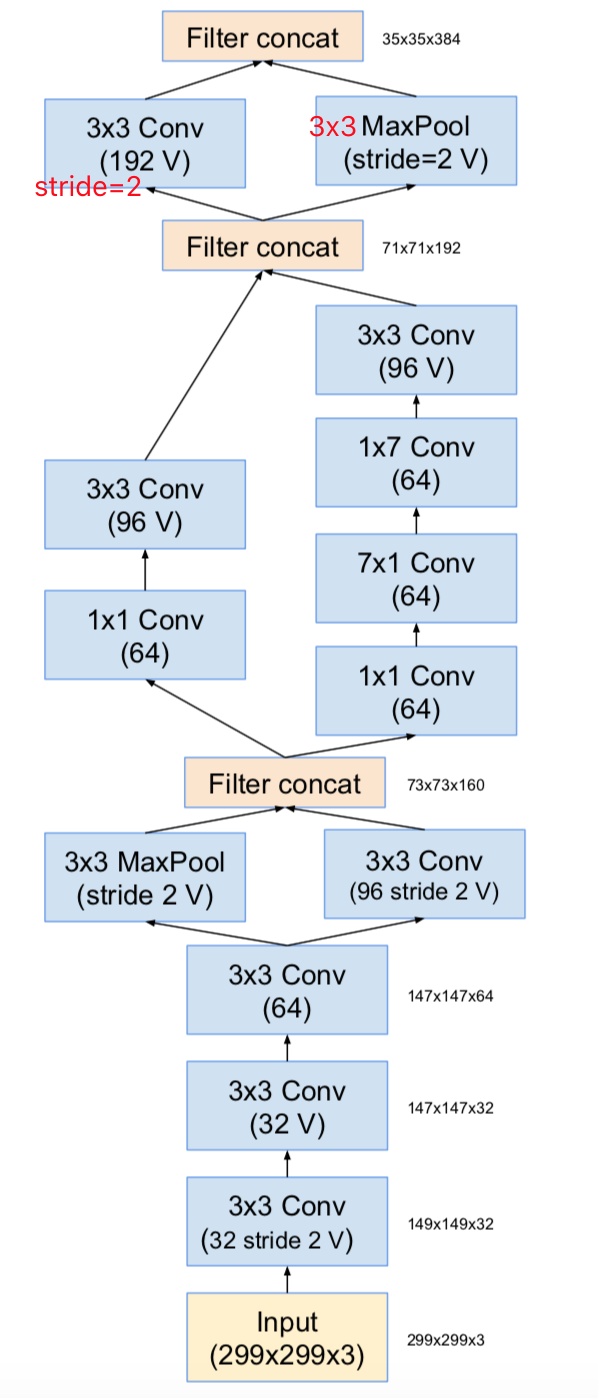 Filter concat 35x35x384
3x3 Conv
(192 V)
stride=2
3x3 MaxPool
(stride=2 V)
Filter concat 71x71x192
3x3 Conv
(96 V)
1x7 Conv
(64)
3x3 Conv
(96 V)
7x1 Conv
(64)
1x1 Conv
(64)
1x1 Conv
(64)
Filter concat 73x73x160
3x3 MaxPool
(stride 2 V)
3x3 Conv
(96 stride 2 V)
3x3 Conv
(64)
147x147x64
3x3 Conv
(32 V)
147x147x32
3x3 Conv
(32 stride 2 V)
149x149x32
Input
(299x299x3)
299x299x3